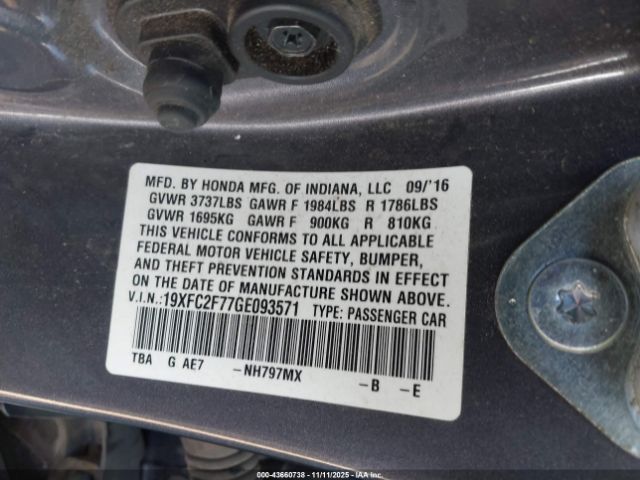 MFD. BY HONDA MFG. OF INDIANA, LLC 09/'16
GVWR 3737LBS GAWR F 1984LBS R 1786LBS
GVWR 1695KG GAWR F 900KG R 810KG
THIS VEHICLE CONFORMS TO ALL APPLICABLE
FEDERAL MOTOR VEHICLE SAFETY, BUMPER,
AND THEFT PREVENTION STANDARDS IN EFFECT
ON THE DATE OF MANUFACTURE SHOWN ABOVE.
V.I.N.:19XFC2F77GE093571 TYPE: PASSENGER CAR
TBA G AE7 –NH797MX –B –E
000-43660738 - 11/11/2025 - IAAI.COM